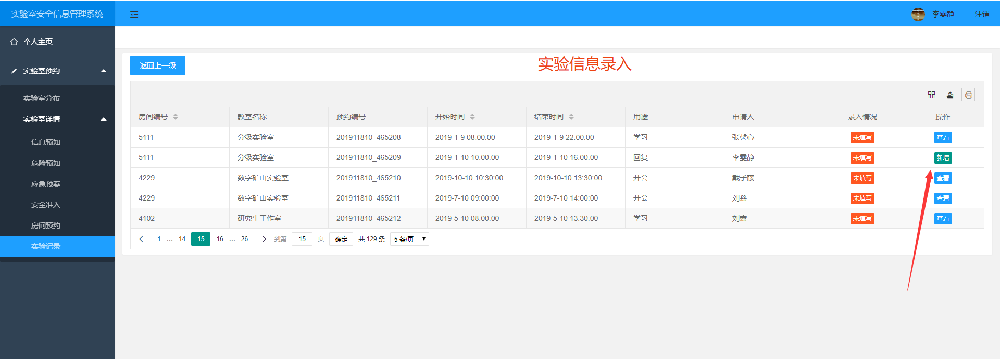 实验室安全信息管理系统
李雯静 注销
个人主页
实验室预约
实验室分布
实验室详情
信息预知
危险预知
应急预案
安全准入
房间预约
实验记录
返回上一级
实验信息录入
房间编号 教室名称 预约编号 开始时间 结束时间 用途 申请人 录入情况 操作
5111 分级实验室 201911810_465208 2019-1-9 08:00:00 2019-1-9 22:00:00 学习 张馨心 未填写 查看
5111 分级实验室 201911810_465209 2019-1-10 10:00:00 2019-1-10 16:00:00 回复 李雯静 未填写 新增
4229 数字矿山实验室 201911810_465210 2019-10-10 10:30:00 2019-10-10 13:30:00 开会 戴子藤 未填写 查看
4229 数字矿山实验室 201911810_465211 2019-7-10 09:00:00 2019-7-10 14:00:00 开会 刘鑫 未填写 查看
4102 研究生工作室 201911810_465212 2019-5-10 08:00:00 2019-5-10 13:30:00 学习 刘鑫 未填写 查看
1 … 14 15 16 … 26 到第 15 页 确定 共 129 条 5 条/页